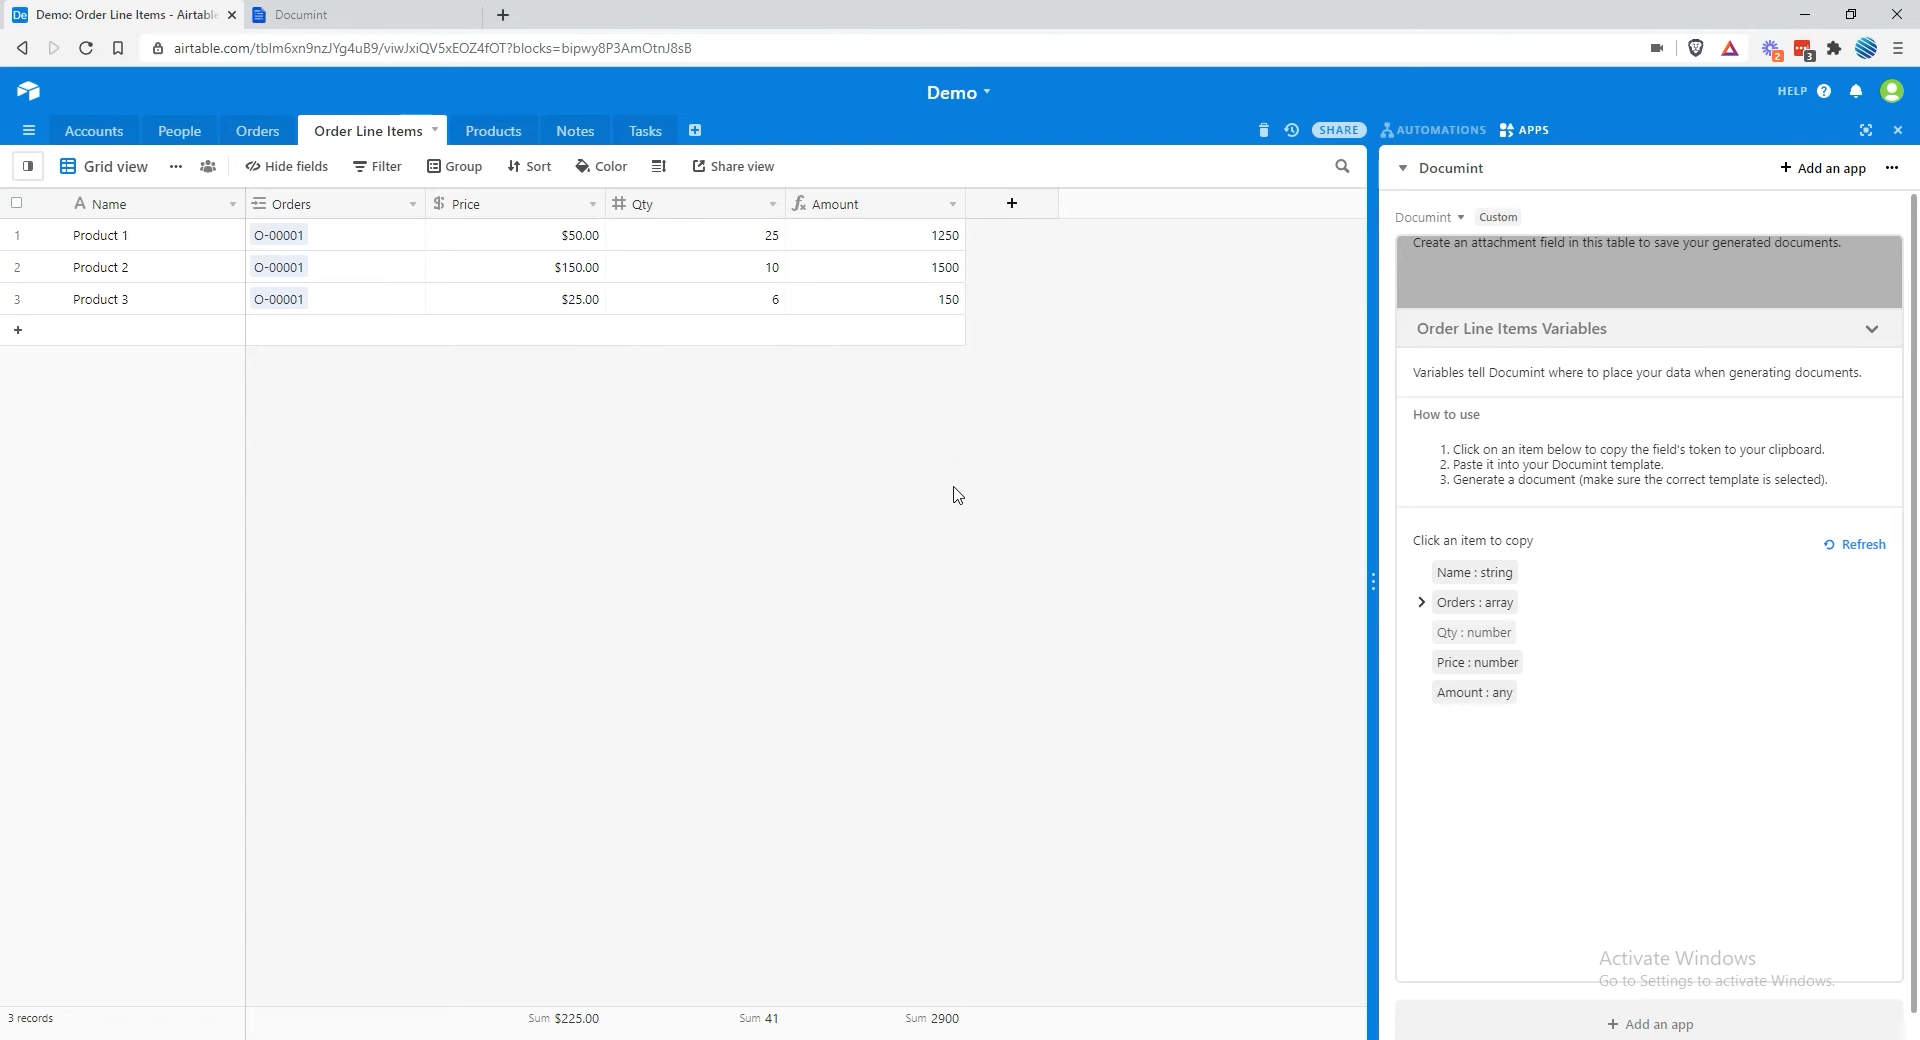 De Demo: Order Line Items - Airtable
Documint
airtable.com/tblm6xn9nzJYg4uB9/viwJxiQV5xEOZ4fOT?blocks=bipwy8P3AmOtnJ8sB
2
3
Demo
HELP
Accounts People Orders Order Line Items Products Notes Tasks
SHARE AUTOMATIONS APPS
Grid view Hide fields Filter Group Sort Color Share view
Name Orders Price Qty Amount
1 Product 1 O-00001 $50.00 25 1250
2 Product 2 O-00001 $150.00 10 1500
3 Product 3 O-00001 $25.00 6 150
3 records Sum $225.00 Sum 41 Sum 2900
Documint
+ Add an app
Documint Custom
Create an attachment field in this table to save your generated documents.
Order Line Items Variables
Variables tell Documint where to place your data when generating documents.
How to use
1. Click on an item below to copy the field's token to your clipboard.
2. Paste it into your Documint template.
3. Generate a document (make sure the correct template is selected).
Click an item to copy
Refresh
Name : string
Orders : array
Qty : number
Price : number
Amount : any
Activate Windows
Go to Settings to activate Windows.
+ Add an app